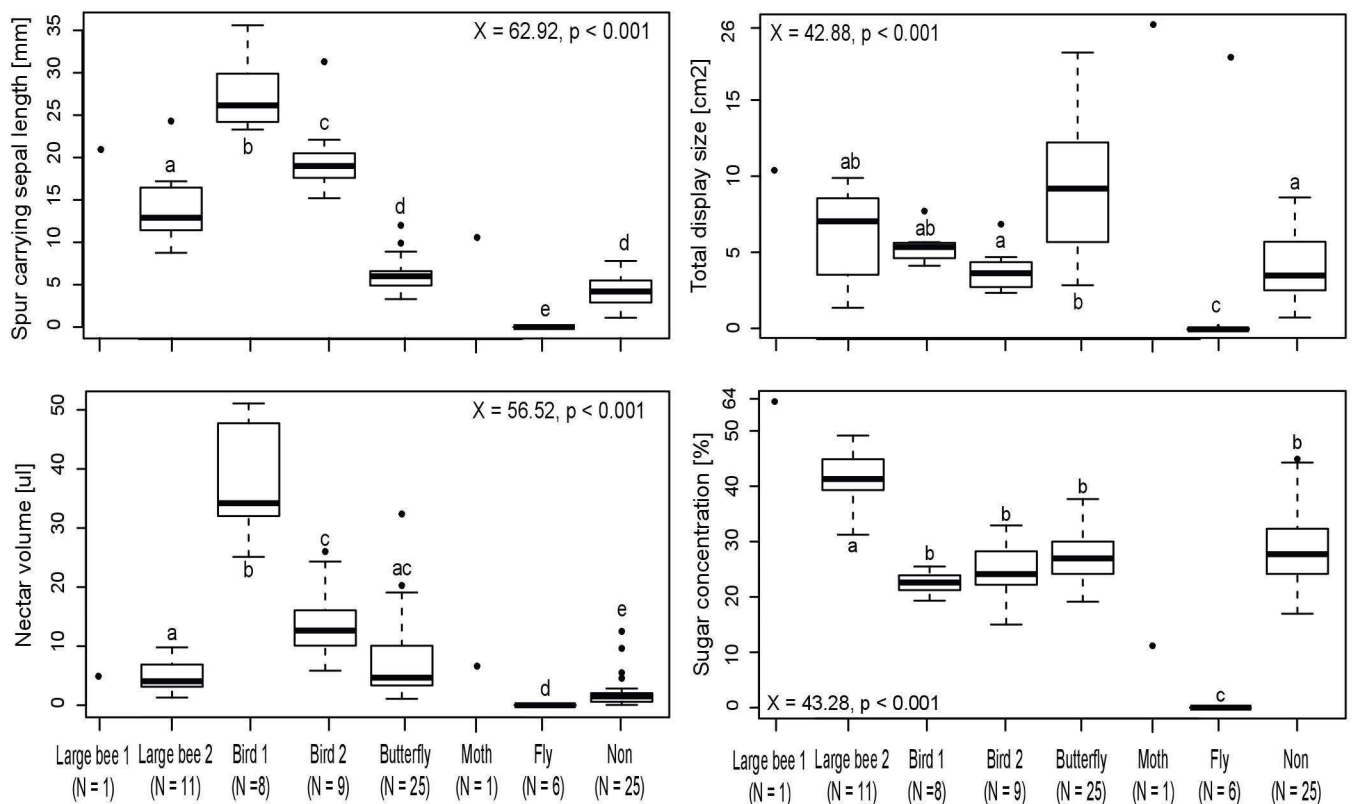 Spur carrying sepal length [mm]
35
30
25
20
15
10
5
0
X = 62.92, p < 0.001
a
b
c
d
e
d
Total display size [cm2]
26
15
10
5
0
X = 42.88, p < 0.001
ab
ab
a
b
c
a
Nectar volume [ul]
50
40
30
20
10
0
X = 56.52, p < 0.001
a
b
c
ac
d
e
Large bee 1 Large bee 2 Bird 1 Bird 2 Butterfly Moth Fly Non
(N = 1) (N = 11) (N =8) (N =9) (N = 25) (N = 1) (N = 6) (N = 25)
Sugar concentration [%]
64
50
40
30
20
10
0
X = 43.28, p < 0.001
a
b
b
b
c
b
Large bee 1 Large bee 2 Bird 1 Bird 2 Butterfly Moth Fly Non
(N = 1) (N = 11) (N =8) (N =9) (N = 25) (N = 1) (N = 6) (N = 25)